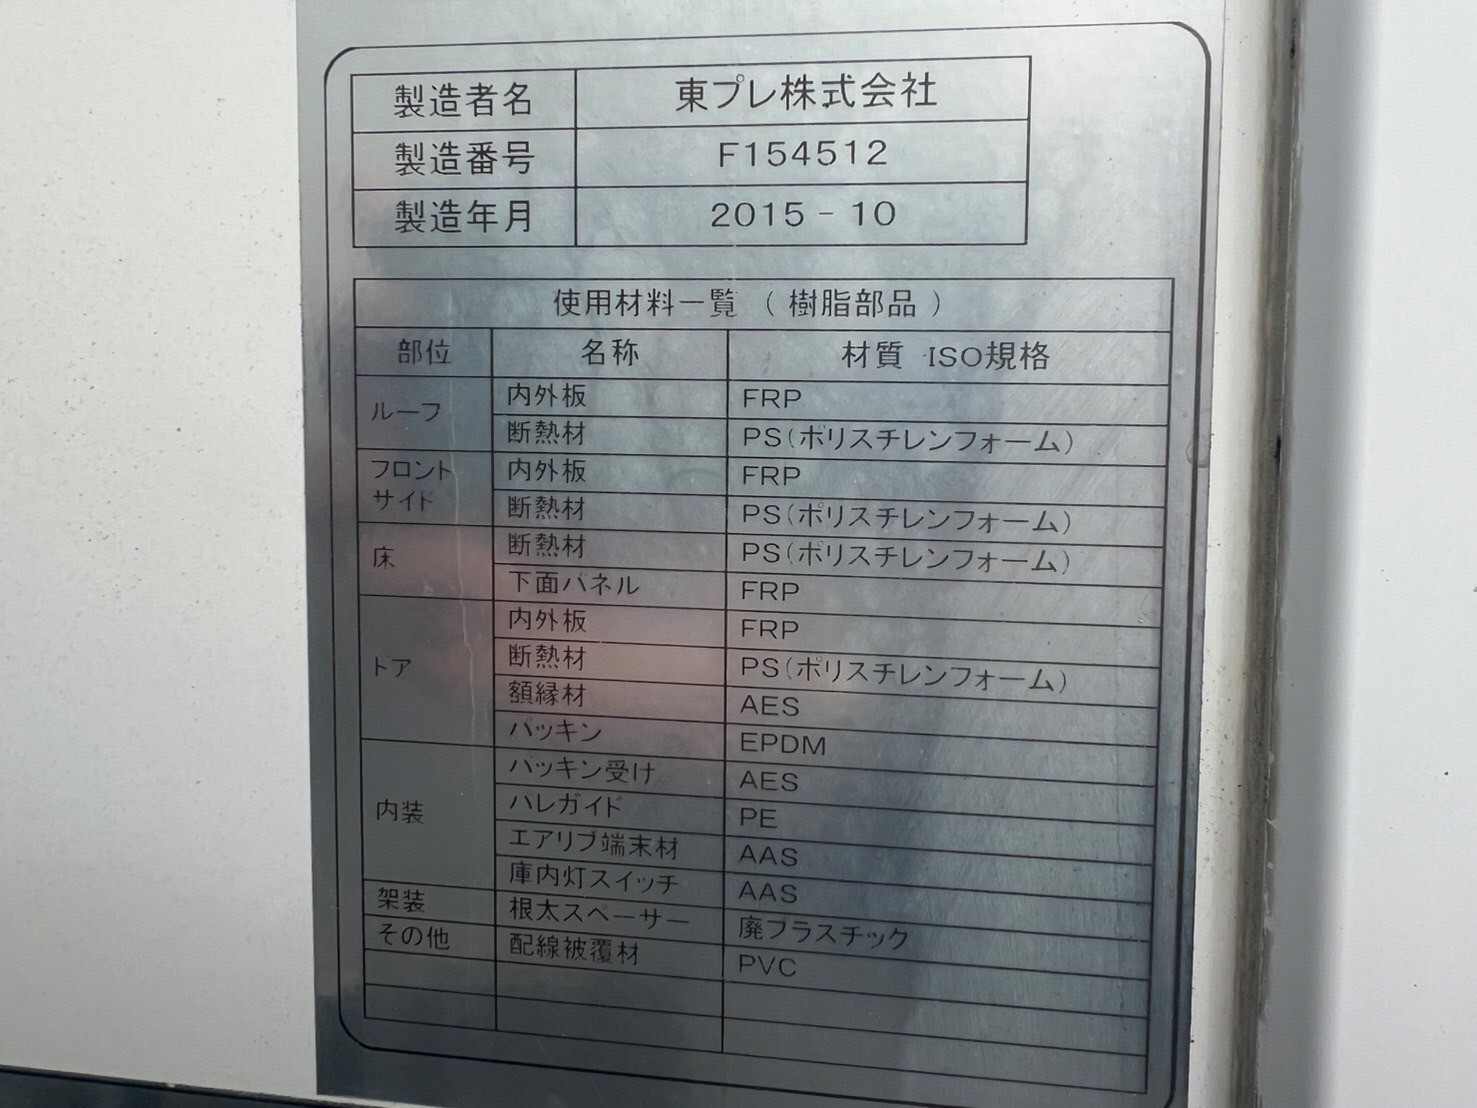 製造者名 東プレ株式会社
製造番号 F154512
製造年月 2015 - 10
使用材料一覧 ( 樹脂部品 )
部位 名称 材質 ISO規格
ルーフ 内外板 FRP
断熱材 PS(ポリスチレンフォーム)
フロント
サイド 内外板 FRP
断熱材 PS(ポリスチレンフォーム)
床 断熱材 PS(ポリスチレンフォーム)
下面パネル FRP
ドア 内外板 FRP
断熱材 PS(ポリスチレンフォーム)
額縁材 AES
パッキン EPDM
内装 パッキン受け AES
パレガイド PE
エアリブ端末材 AAS
庫内灯スイッチ AAS
架装 根太スペーサー 廃プラスチック
その他 配線被覆材 PVC